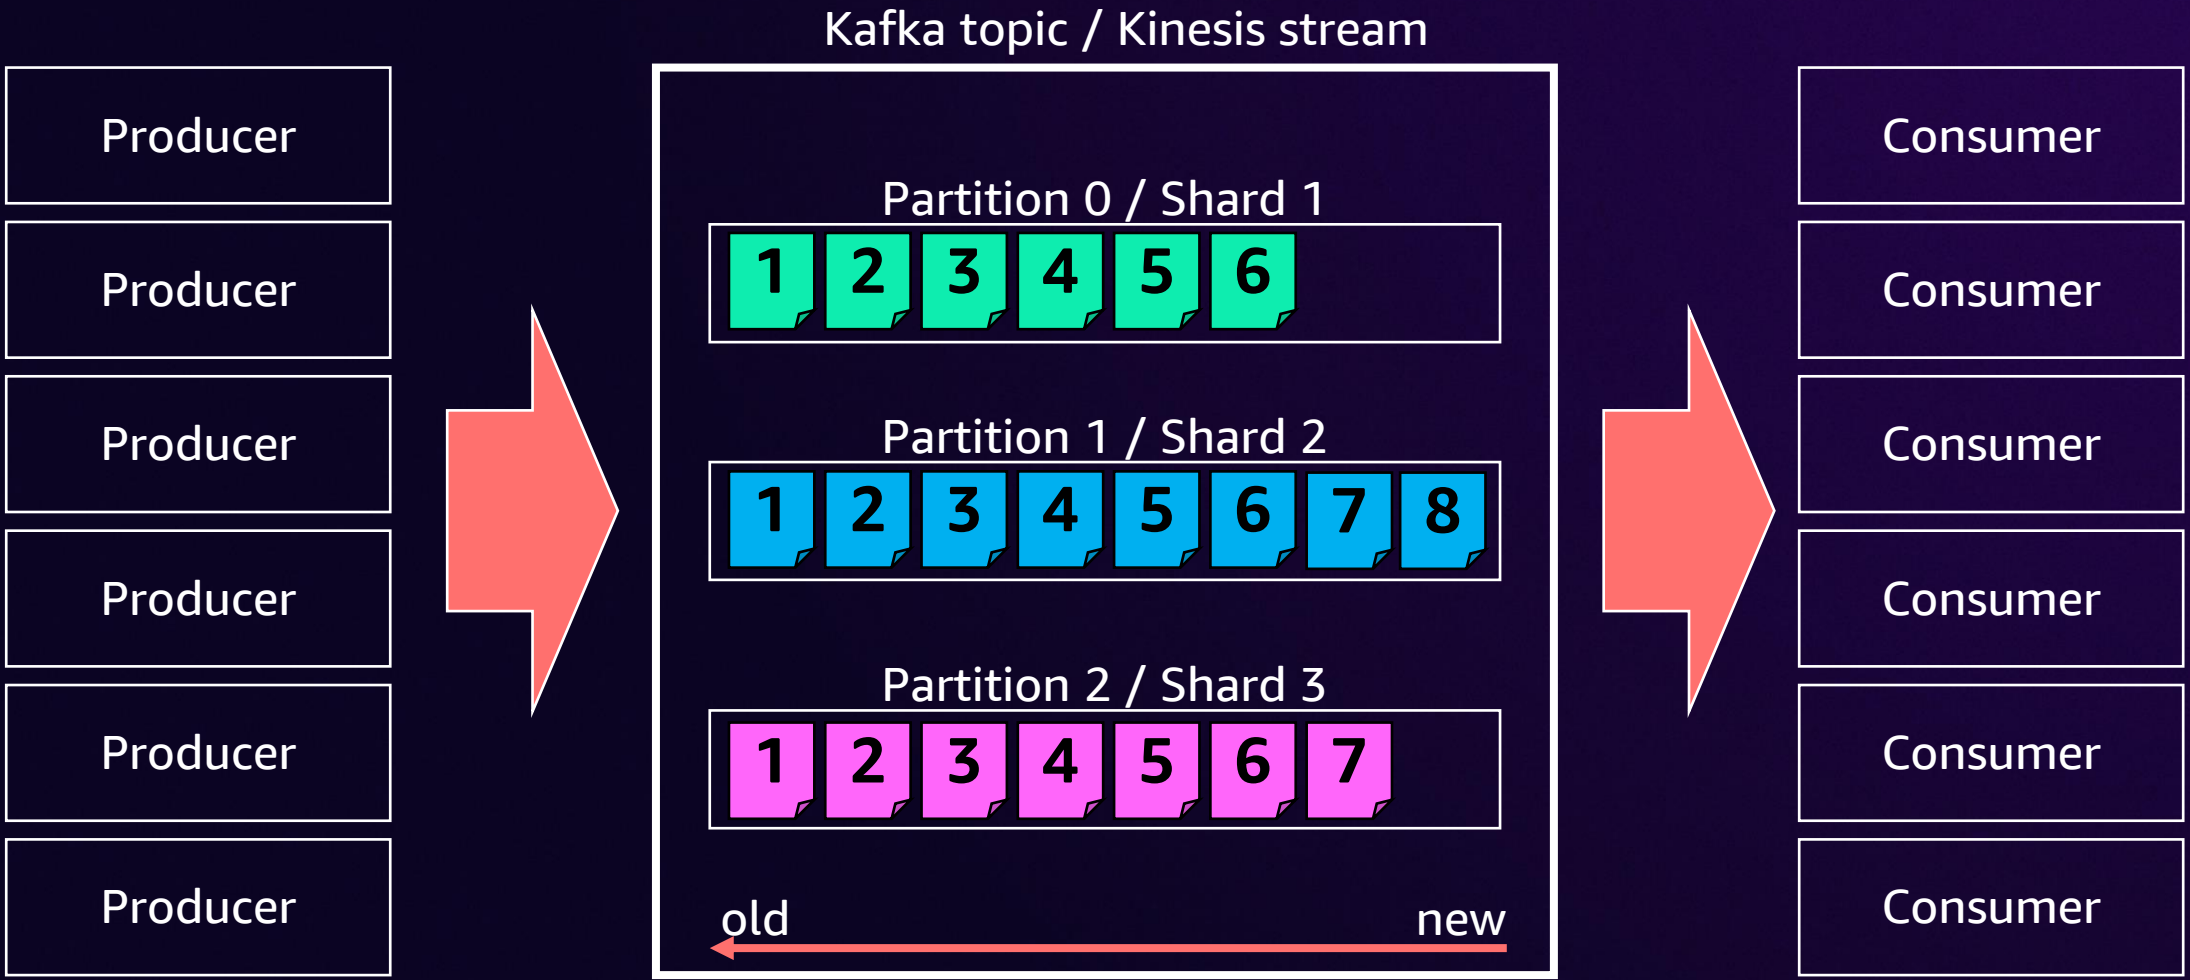 Kafka topic / Kinesis stream
Producer
Producer
Producer
Producer
Producer
Producer
Partition 0 / Shard 1
1 2 3 4 5 6
Partition 1 / Shard 2
1 2 3 4 5 6 7 8
Partition 2 / Shard 3
1 2 3 4 5 6 7
old new
Consumer
Consumer
Consumer
Consumer
Consumer
Consumer